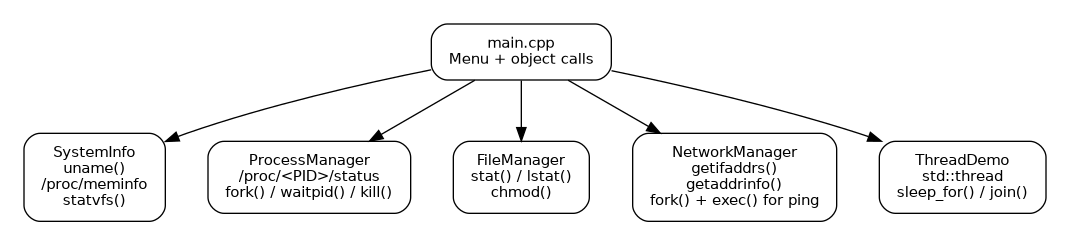 main.cpp
Menu + object calls
SystemInfo
uname()
/proc/meminfo
statvfs()
ProcessManager
/proc/<PID>/status
fork() / waitpid() / kill()
FileManager
stat() / lstat()
chmod()
NetworkManager
getifaddrs()
getaddrinfo()
fork() + exec() for ping
ThreadDemo
std::thread
sleep_for() / join()